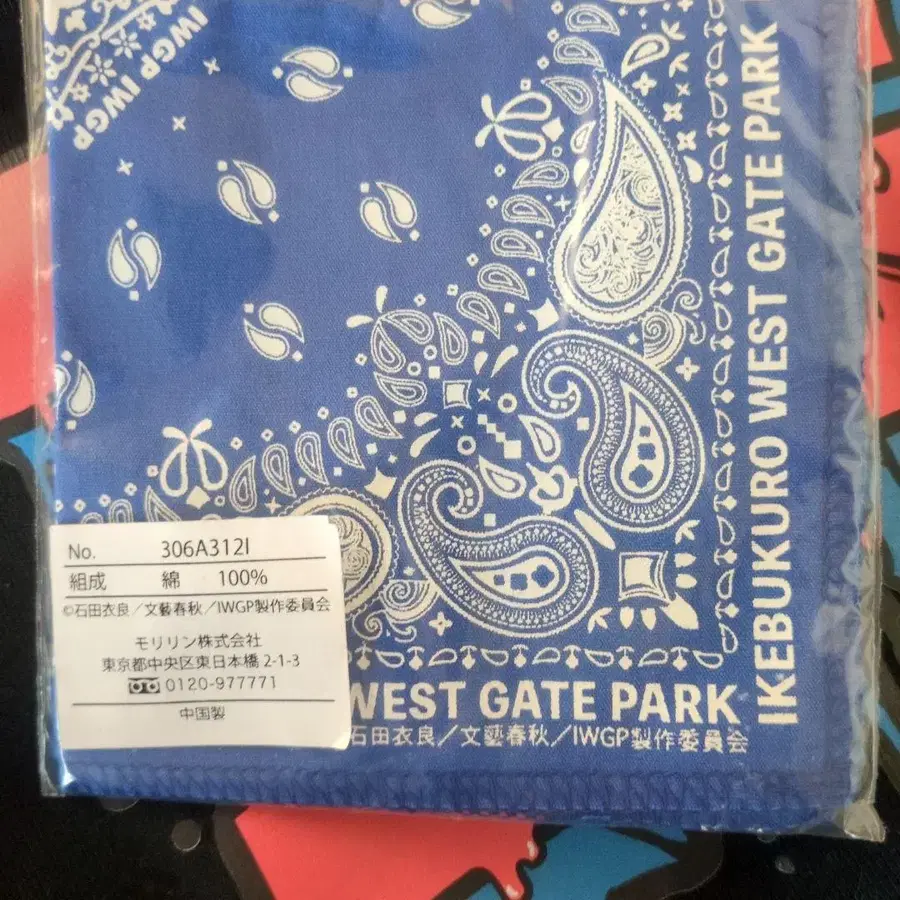 IWGP IWGP
IKEBUKURO WEST GATE PARK
No. 306A312I
組成 綿 100%
©石田衣良／文藝春秋／IWGP製作委員会
モリリン株式会社
東京都中央区東日本橋 2-1-3
0120-977771
中国製
WEST GATE PARK
石田衣良／文藝春秋／IWGP製作委員会